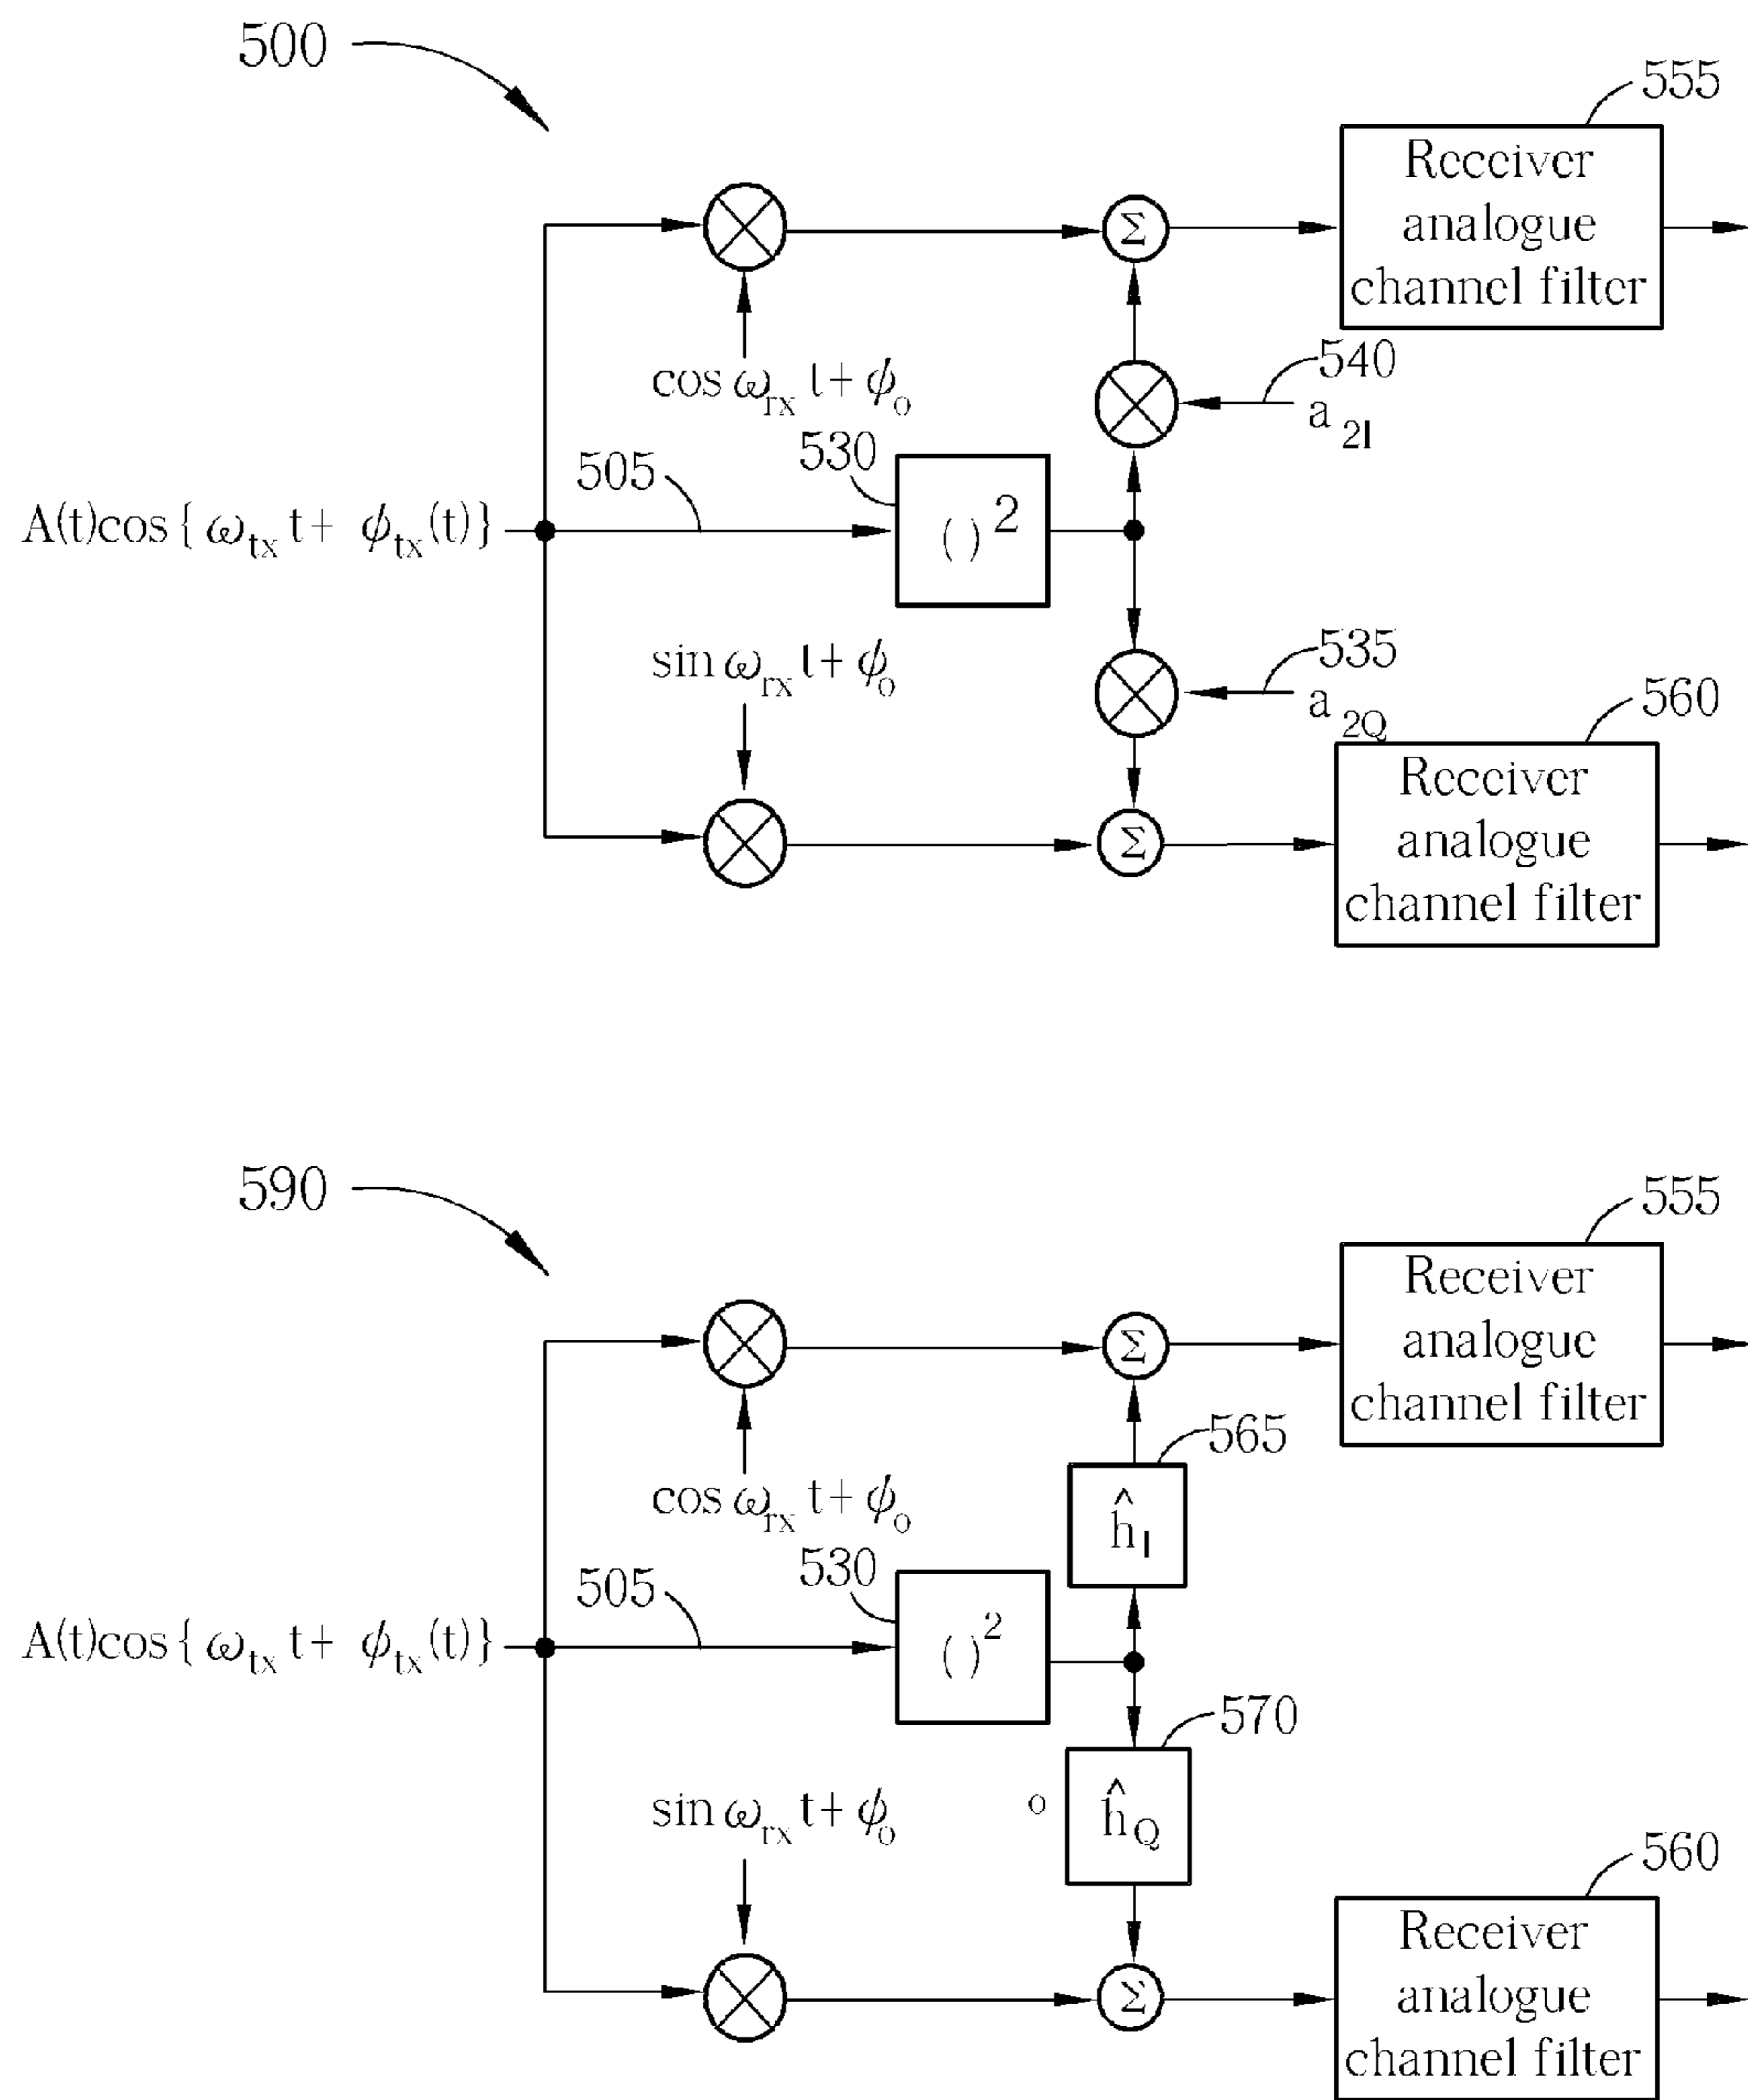 500
555
Receiver
analogue
channel filter
cos ω_rx t + φ_o
540
a_2I
505
530
A(t)cos{ω_tx t + φ_tx(t)}
( )^2
sin ω_rx t + φ_o
535
a_2Q
560
Receiver
analogue
channel filter
Σ
Σ
590
555
Receiver
analogue
channel filter
565
cos ω_rx t + φ_o
ĥ_I
505
530
A(t)cos{ω_tx t + φ_tx(t)}
( )^2
570
sin ω_rx t + φ_o
o
ĥ_Q
560
Receiver
analogue
channel filter
Σ
Σ